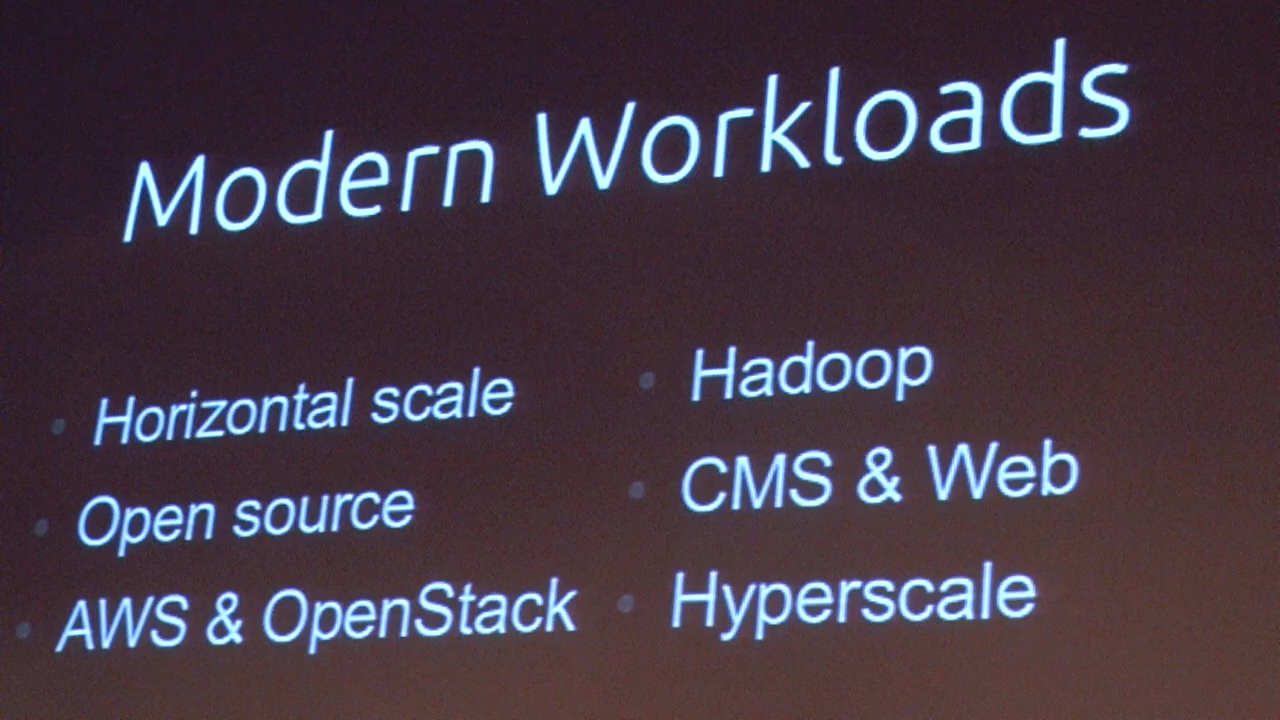 Modern Workloads
Horizontal scale
Open source
AWS & OpenStack
Hadoop
CMS & Web
Hyperscale